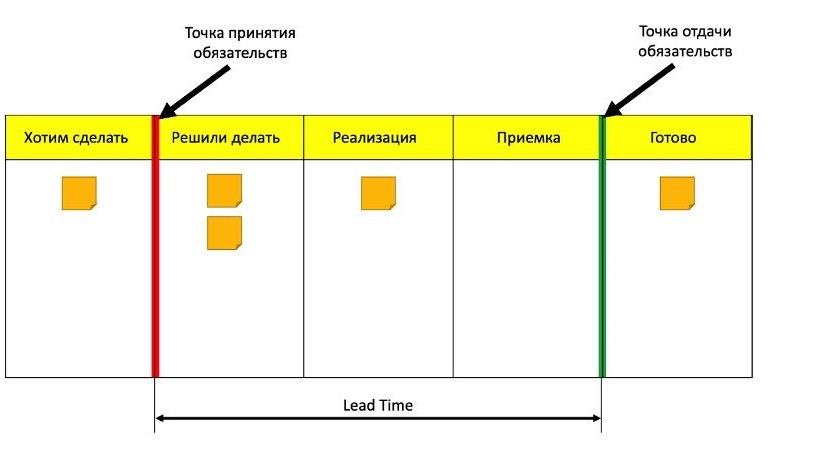 Точка принятия
обязательств
Точка отдачи
обязательств
Хотим сделать
Решили делать
Реализация
Приемка
Готово
Lead Time